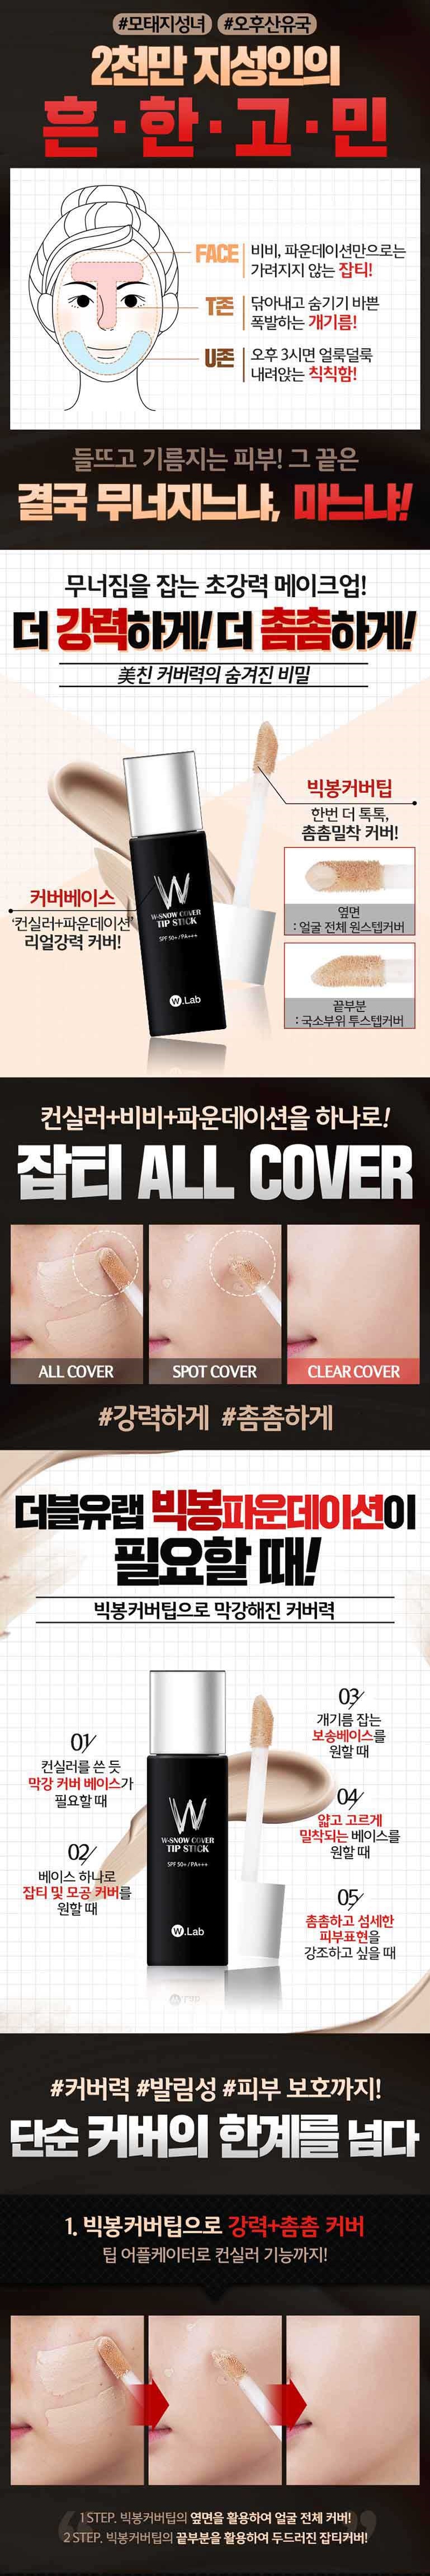 #모태지성녀 #오후산유국
2천만 지성인의
흔·한·고·민
FACE
비비, 파운데이션만으로는
가려지지 않는 잡티!
T존
닦아내고 숨기기 바쁜
폭발하는 개기름!
U존
오후 3시면 얼룩덜룩
내려앉는 칙칙함!
들뜨고 기름지는 피부! 그 끝은
결국 무너지느냐, 마느냐!
무너짐을 잡는 초강력 메이크업!
더 강력하게! 더 촘촘하게!
美친 커버력의 숨겨진 비밀
빅봉커버팁
한번 더 톡톡,
촘촘밀착 커버!
커버베이스
'컨실러+파운데이션'
리얼강력 커버!
W
W-SNOW COVER
TIP STICK
SPF 50+/PA+++
W.Lab
옆면
: 얼굴 전체 원스텝커버
끝부분
: 국소부위 투스텝커버
컨실러+비비+파운데이션을 하나로!
잡티 ALL COVER
ALL COVER
SPOT COVER
CLEAR COVER
#강력하게 #촘촘하게
더블유랩 빅봉파운데이션이
필요할 때!
빅봉커버팁으로 막강해진 커버력
01
컨실러를 쓴 듯
막강 커버 베이스가
필요할 때
02
베이스 하나로
잡티 및 모공 커버를
원할 때
W
W-SNOW COVER
TIP STICK
SPF 50+/PA+++
W.Lab
03
개기름 잡는
보송베이스를
원할 때
04
얇고 고르게
밀착되는 베이스를
원할 때
05
촘촘하고 섬세한
피부표현을
강조하고 싶을 때
#커버력 #발림성 #피부 보호까지!
단순 커버의 한계를 넘다
1. 빅봉커버팁으로 강력+촘촘 커버
팁 어플케이터로 컨실러 기능까지!
1 STEP. 빅봉커버팁의 옆면을 활용하여 얼굴 전체 커버!
2 STEP. 빅봉커버팁의 끝부분을 활용하여 두드러진 잡티커버!